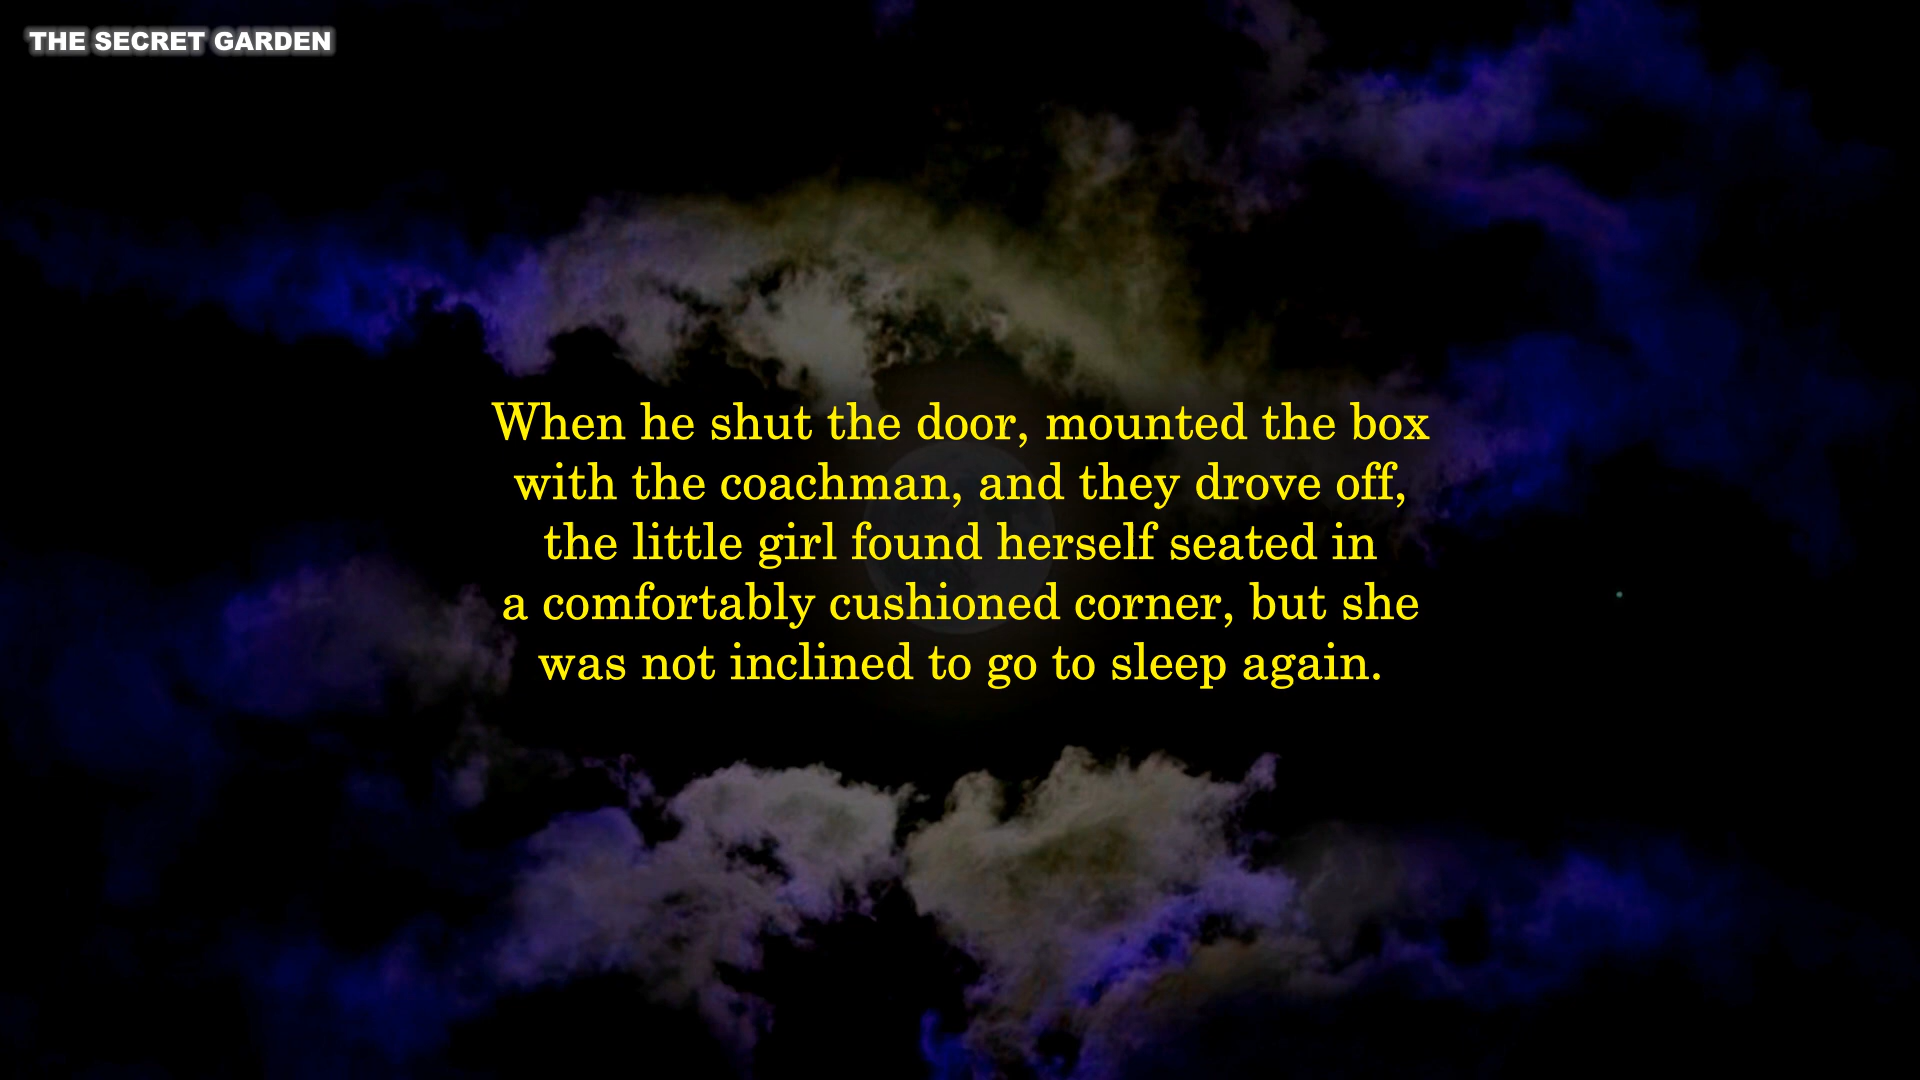 THE SECRET GARDEN
When he shut the door, mounted the box
with the coachman, and they drove off,
the little girl found herself seated in
a comfortably cushioned corner, but she
was not inclined to go to sleep again.